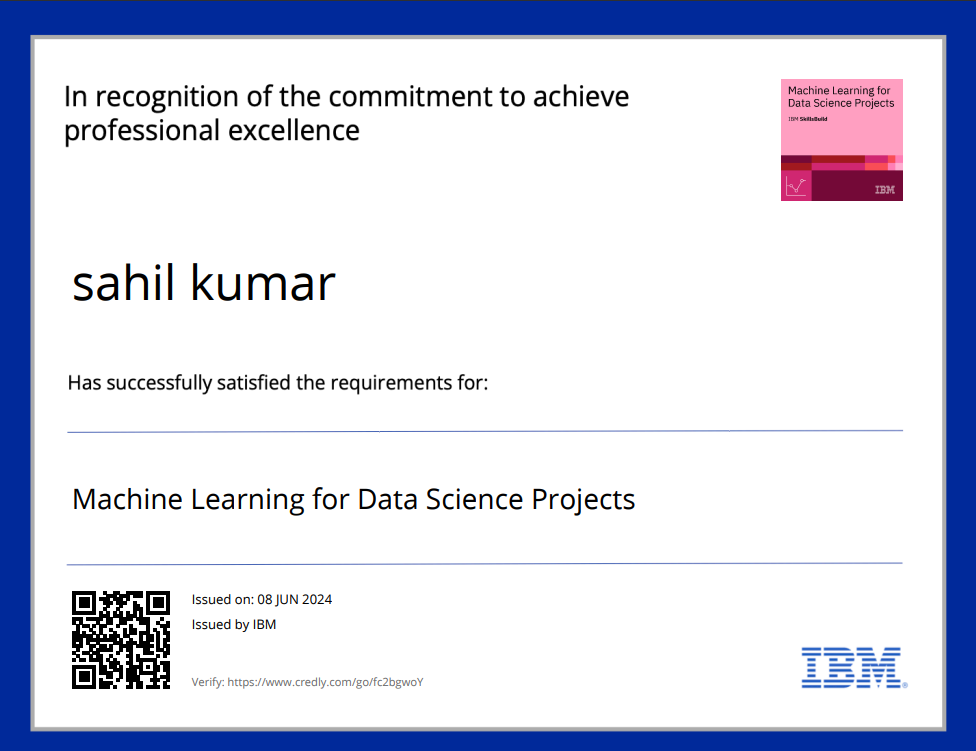 In recognition of the commitment to achieve
professional excellence
Machine Learning for
Data Science Projects
IBM SkillsBuild
IBM
sahil kumar
Has successfully satisfied the requirements for:
Machine Learning for Data Science Projects
Issued on: 08 JUN 2024
Issued by IBM
Verify: https://www.credly.com/go/fc2bgwoY
IBM®